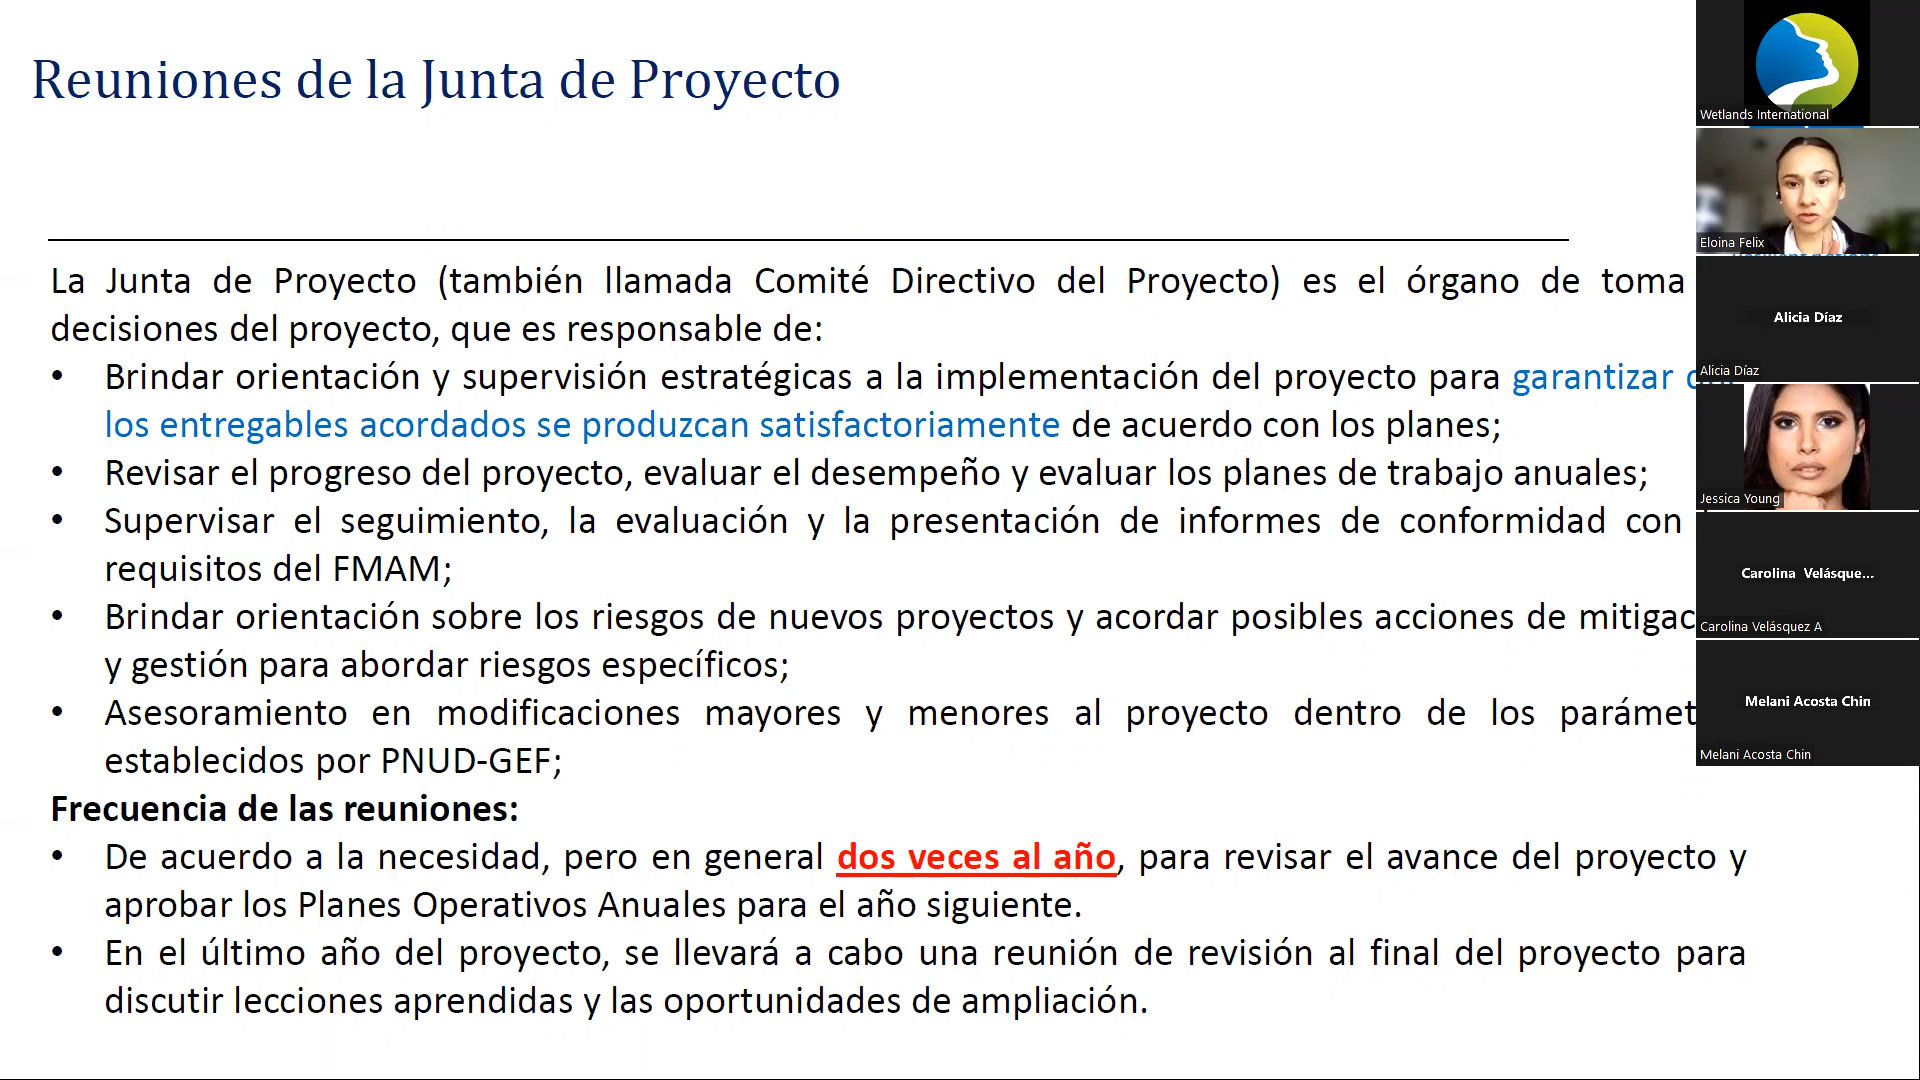 Reuniones de la Junta de Proyecto
La Junta de Proyecto (también llamada Comité Directivo del Proyecto) es el órgano de toma
decisiones del proyecto, que es responsable de:
• Brindar orientación y supervisión estratégicas a la implementación del proyecto para garantizar
los entregables acordados se produzcan satisfactoriamente de acuerdo con los planes;
• Revisar el progreso del proyecto, evaluar el desempeño y evaluar los planes de trabajo anuales;
• Supervisar el seguimiento, la evaluación y la presentación de informes de conformidad con
requisitos del FMAM;
• Brindar orientación sobre los riesgos de nuevos proyectos y acordar posibles acciones de mitigac
y gestión para abordar riesgos específicos;
• Asesoramiento en modificaciones mayores y menores al proyecto dentro de los parámet
establecidos por PNUD-GEF;
Frecuencia de las reuniones:
• De acuerdo a la necesidad, pero en general dos veces al año, para revisar el avance del proyecto y
aprobar los Planes Operativos Anuales para el año siguiente.
• En el último año del proyecto, se llevará a cabo una reunión de revisión al final del proyecto para
discutir lecciones aprendidas y las oportunidades de ampliación.
Wetlands International
Eloina Felix
Alicia Díaz
Alicia Díaz
Jessica Young
Carolina Velásque...
Carolina Velásquez A
Melani Acosta Chin
Melani Acosta Chin